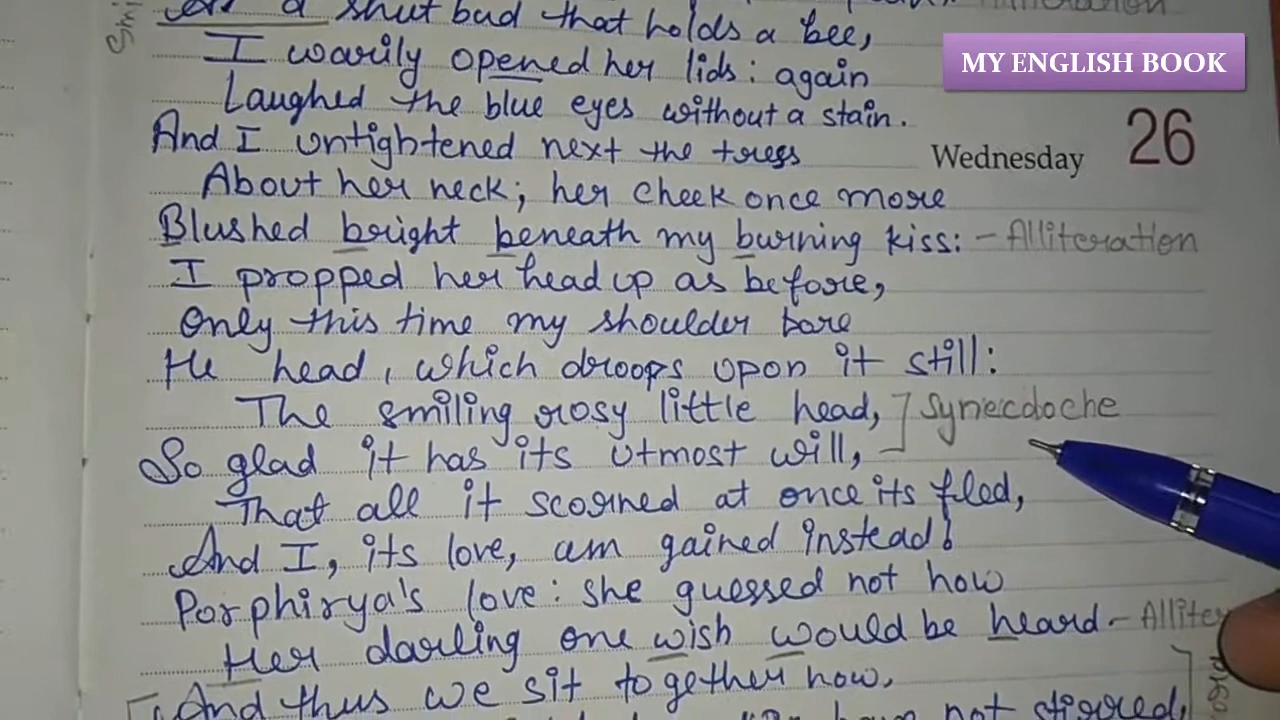 As a shut bud that holds a bee,
I warily opened her lids: again
Laughed the blue eyes without a stain.
And I untightened next the tress
About her neck; her cheek once more
Blushed bright beneath my burning kiss: - Alliteration
I propped her head up as before,
Only this time my shoulder bore
He head, which droops upon it still:
The smiling rosy little head, ] Synecdoche
So glad it has its utmost will,
That all it scorned at once its fled,
And I, its love, am gained instead!
Porphirya's love: she guessed not how
Her darling one wish would be heard - Alliter
And thus we sit together now,
not stirred,
MY ENGLISH BOOK
Wednesday 26